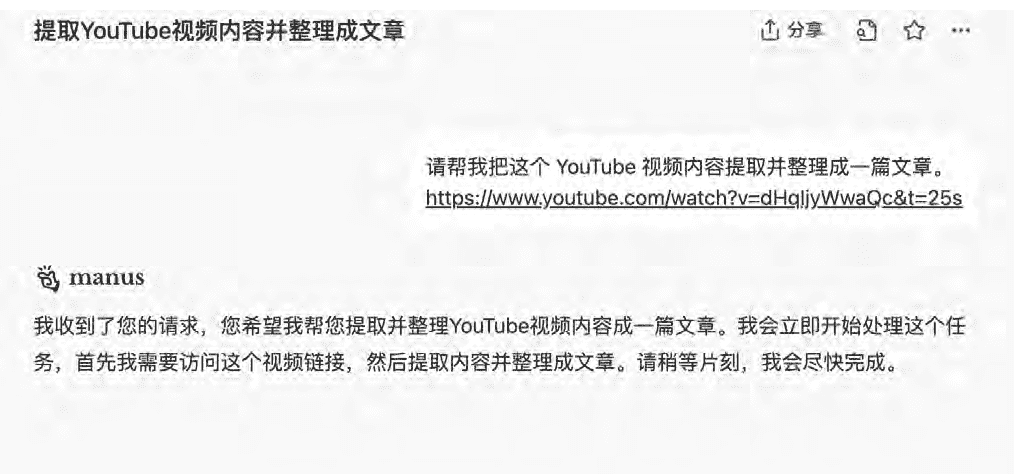 提取YouTube视频内容并整理成文章
分享
请帮我把这个 YouTube 视频内容提取并整理成一篇文章。
https://www.youtube.com/watch?v=dHqljyWwaQc&t=25s
manus
我收到了您的请求，您希望我帮您提取并整理YouTube视频内容成一篇文章。我会立即开始处理这个任
务，首先我需要访问这个视频链接，然后提取内容并整理成文章。请稍等片刻，我会尽快完成。